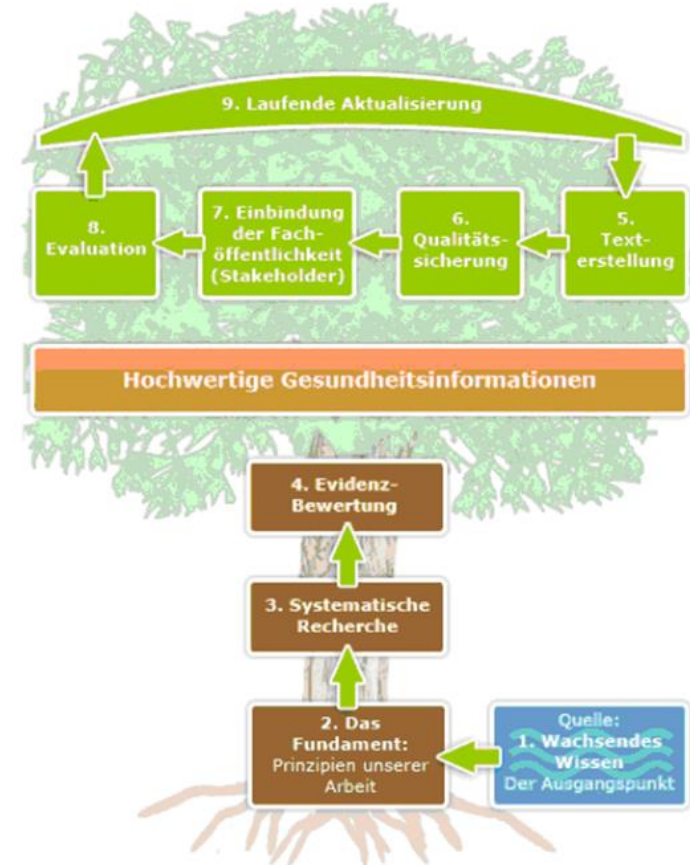 9. Laufende Aktualisierung
8.
Evaluation
7. Einbindung
der Fach-
öffentlichkeit
(Stakeholder)
6.
Qualitäts-
sicherung
5.
Text-
erstellung
Hochwertige Gesundheitsinformationen
4. Evidenz-
Bewertung
3. Systematische
Recherche
2. Das
Fundament:
Prinzipien unserer
Arbeit
Quelle:
1. Wachsendes
Wissen
Der Ausgangspunkt